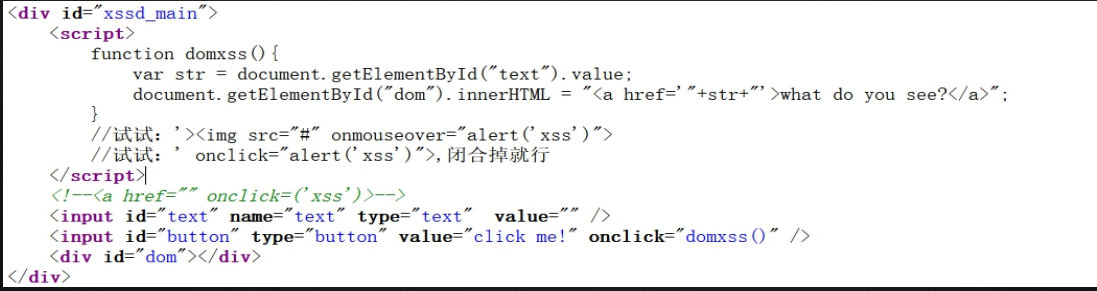 <div id="xssd_main">
<script>
function domxss(){
var str = document.getElementById("text").value;
document.getElementById("dom").innerHTML = "<a href='"+str+"'>what do you see?</a>";
}
//试试：'><img src="#" onmouseover="alert('xss')">
//试试：' onclick="alert('xss')">,闭合掉就行
</script>
<!--<a href="" onclick=('xss')>-->
<input id="text" name="text" type="text"  value="" />
<input id="button" type="button" value="click me!" onclick="domxss()" />
<div id="dom"></div>
</div>